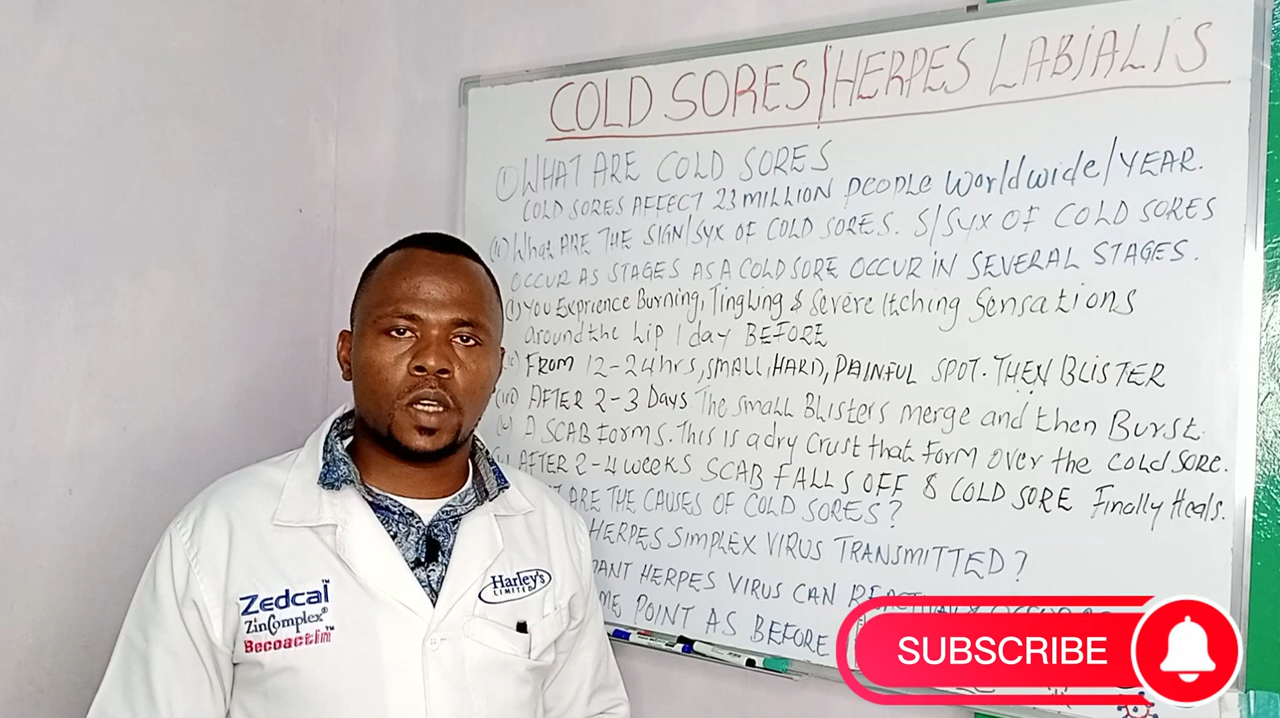 COLD SORES/HERPES LABIALIS
(i) WHAT ARE COLD SORES
COLD SORES AFFECT 23 MILLION PEOPLE Worldwide/YEAR.
(ii) What ARE THE SIGN/SYX OF COLD SORES. S/SYX OF COLD SORES
OCCUR AS STAGES AS A COLD SORE OCCUR IN SEVERAL STAGES.
(i) YOU Exprience Burning, Tingling & Severe Itching Sensations
around the Lip 1 day BEFORE
FROM 12-24hrs, SMALL, HARD, PAINFUL SPOT. THEN BLISTER
(iii) AFTER 2-3 Days The small Blisters merge and then Burst.
A SCAB Forms. This is a dry Crust that Form over the cold sore.
AFTER 2-4 weeks SCAB FALLS OFF & COLD SORE Finally Heals.
ARE THE CAUSES OF COLD SORES?
HERPES SIMPLEX VIRUS TRANSMITTED?
HERPES VIRUS CAN
POINT AS BEFORE
Zedcal™
ZinComplex®
Becoactin™
Harley's
LIMITED
SUBSCRIBE